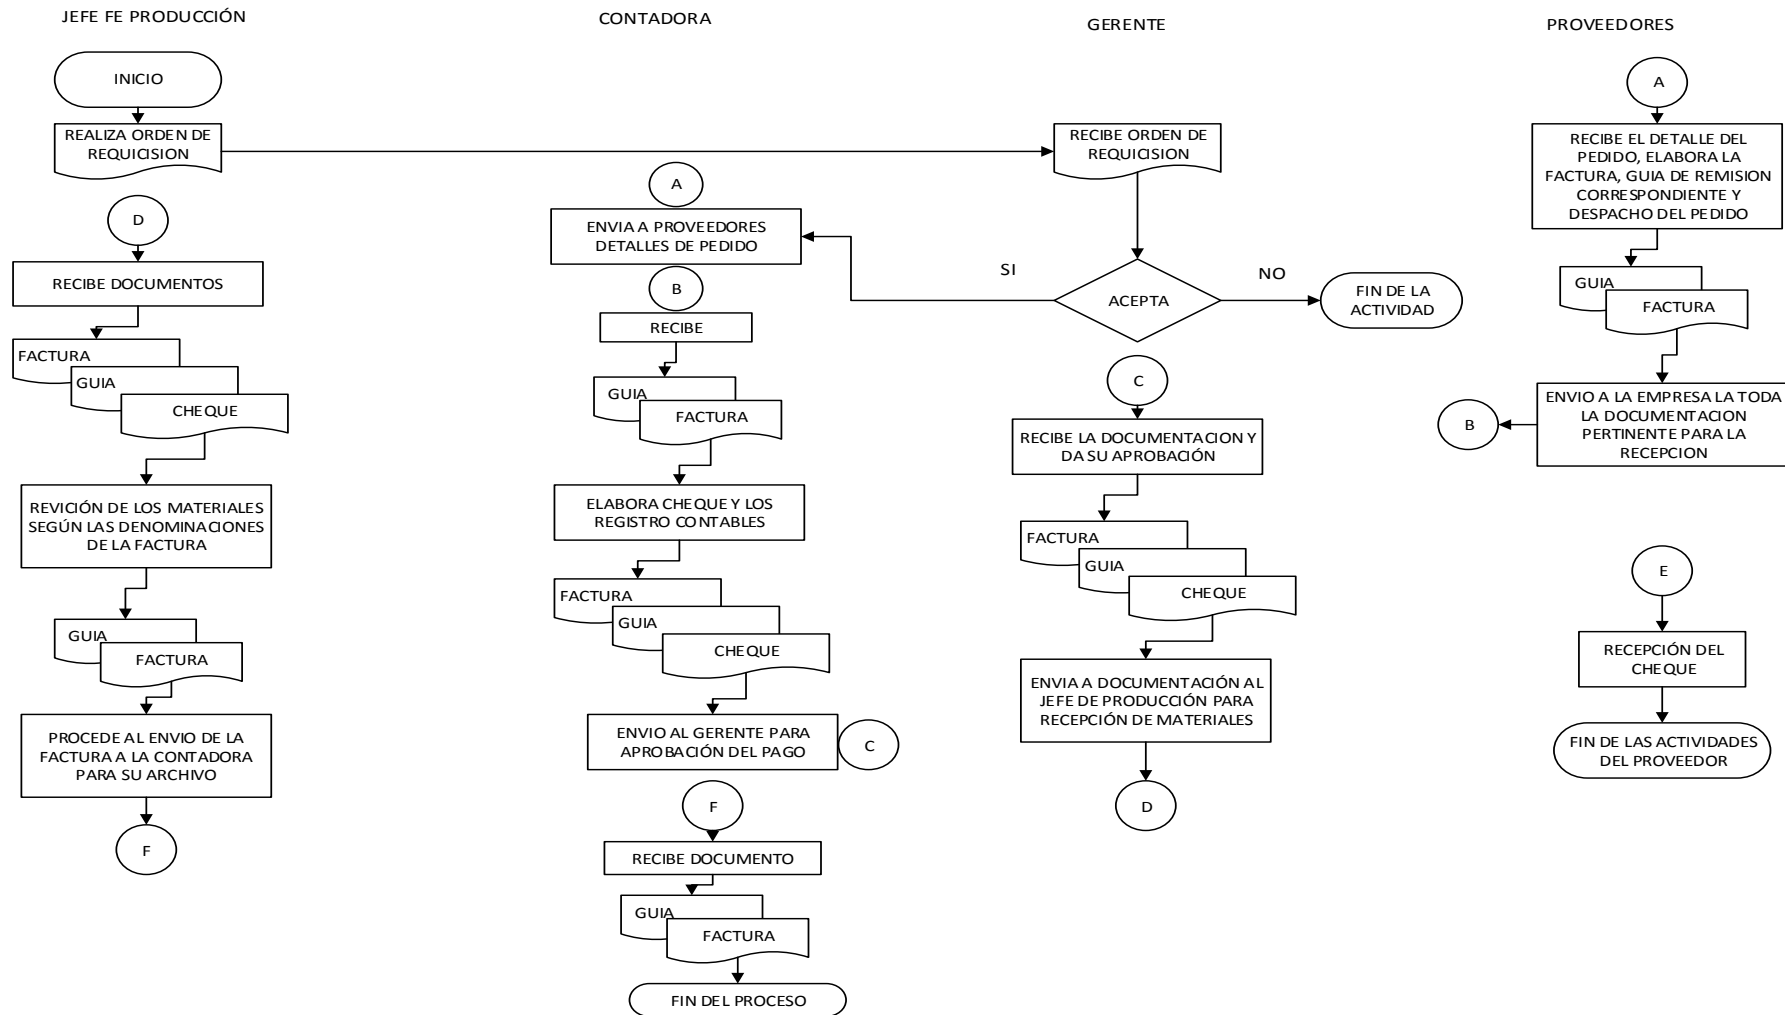 JEFE FE PRODUCCIÓN
INICIO
REALIZA ORDEN DE
REQUICISION
D
RECIBE DOCUMENTOS
FACTURA
GUIA
CHEQUE
REVICIÓN DE LOS MATERIALES
SEGÚN LAS DENOMINACIONES
DE LA FACTURA
GUIA
FACTURA
PROCEDE AL ENVIO DE LA
FACTURA A LA CONTADORA
PARA SU ARCHIVO
F
CONTADORA
A
ENVIA A PROVEEDORES
DETALLES DE PEDIDO
B
RECIBE
GUIA
FACTURA
ELABORA CHEQUE Y LOS
REGISTRO CONTABLES
FACTURA
GUIA
CHEQUE
ENVIO AL GERENTE PARA
APROBACIÓN DEL PAGO
C
F
RECIBE DOCUMENTO
GUIA
FACTURA
FIN DEL PROCESO
GERENTE
RECIBE ORDEN DE
REQUICISION
SI
ACEPTA
NO
FIN DE LA
ACTIVIDAD
C
RECIBE LA DOCUMENTACION Y
DA SU APROBACIÓN
FACTURA
GUIA
CHEQUE
ENVIA A DOCUMENTACIÓN AL
JEFE DE PRODUCCIÓN PARA
RECEPCIÓN DE MATERIALES
D
PROVEEDORES
A
RECIBE EL DETALLE DEL
PEDIDO, ELABORA LA
FACTURA, GUIA DE REMISION
CORRESPONDIENTE Y
DESPACHO DEL PEDIDO
GUIA
FACTURA
ENVIO A LA EMPRESA LA TODA
LA DOCUMENTACION
PERTINENTE PARA LA
RECEPCION
B
E
RECEPCIÓN DEL
CHEQUE
FIN DE LAS ACTIVIDADES
DEL PROVEEDOR